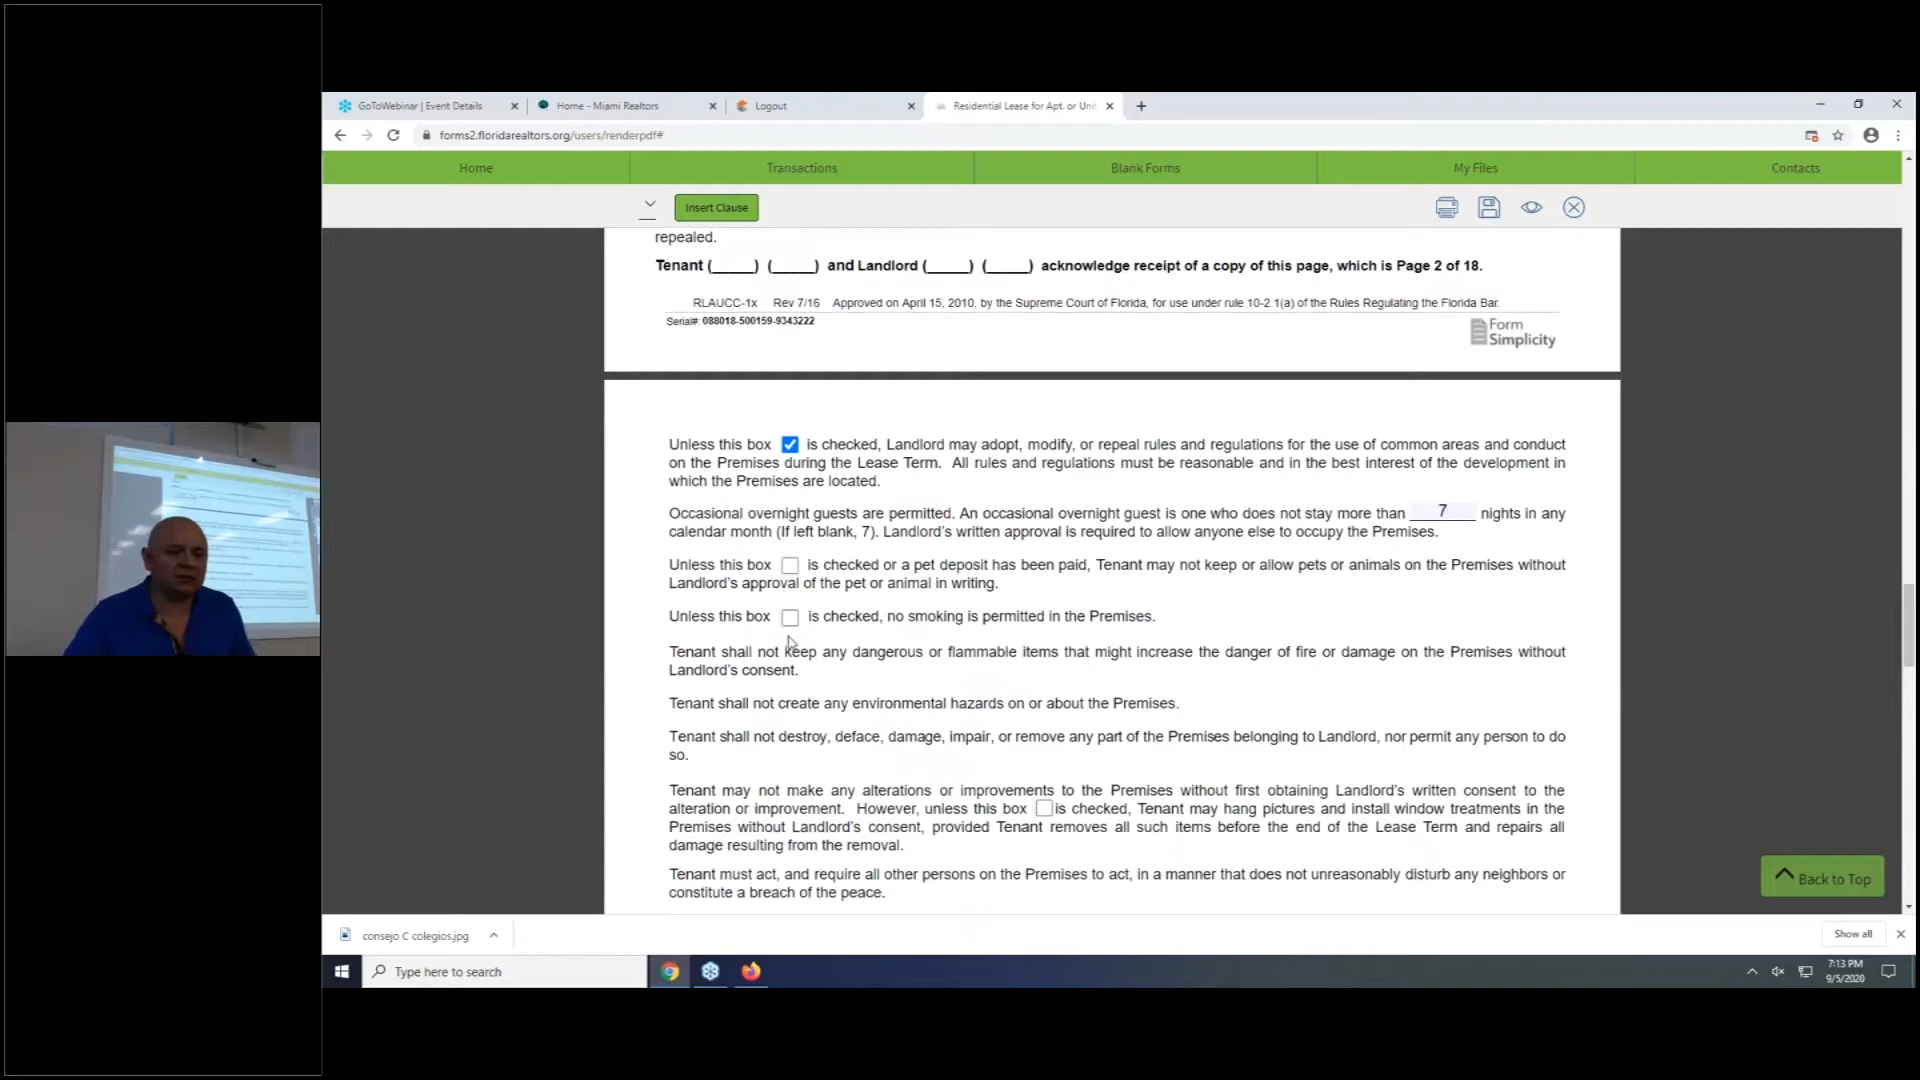 GoToWebinar | Event Details
Home - Miami Realtors
Logout
Residential Lease for Apt. or Unit
forms2.floridarealtors.org/users/renderpdf#
Home
Transactions
Blank Forms
My Files
Contacts
Insert Clause
repealed.
Tenant (_____) (_____) and Landlord (_____) (_____) acknowledge receipt of a copy of this page, which is Page 2 of 18.
RLAUCC-1x Rev 7/16 Approved on April 15, 2010, by the Supreme Court of Florida, for use under rule 10-2.1(a) of the Rules Regulating the Florida Bar.
Serial#: 088018-500159-9343222
Form
Simplicity
Unless this box is checked, Landlord may adopt, modify, or repeal rules and regulations for the use of common areas and conduct
on the Premises during the Lease Term. All rules and regulations must be reasonable and in the best interest of the development in
which the Premises are located.
Occasional overnight guests are permitted. An occasional overnight guest is one who does not stay more than 7 nights in any
calendar month (If left blank, 7). Landlord's written approval is required to allow anyone else to occupy the Premises.
Unless this box is checked or a pet deposit has been paid, Tenant may not keep or allow pets or animals on the Premises without
Landlord's approval of the pet or animal in writing.
Unless this box is checked, no smoking is permitted in the Premises.
Tenant shall not keep any dangerous or flammable items that might increase the danger of fire or damage on the Premises without
Landlord's consent.
Tenant shall not create any environmental hazards on or about the Premises.
Tenant shall not destroy, deface, damage, impair, or remove any part of the Premises belonging to Landlord, nor permit any person to do
so.
Tenant may not make any alterations or improvements to the Premises without first obtaining Landlord's written consent to the
alteration or improvement. However, unless this box is checked, Tenant may hang pictures and install window treatments in the
Premises without Landlord's consent, provided Tenant removes all such items before the end of the Lease Term and repairs all
damage resulting from the removal.
Tenant must act, and require all other persons on the Premises to act, in a manner that does not unreasonably disturb any neighbors or
constitute a breach of the peace.
Back to Top
consejo C colegios.jpg
Show all
Type here to search
7:13 PM
9/5/2020